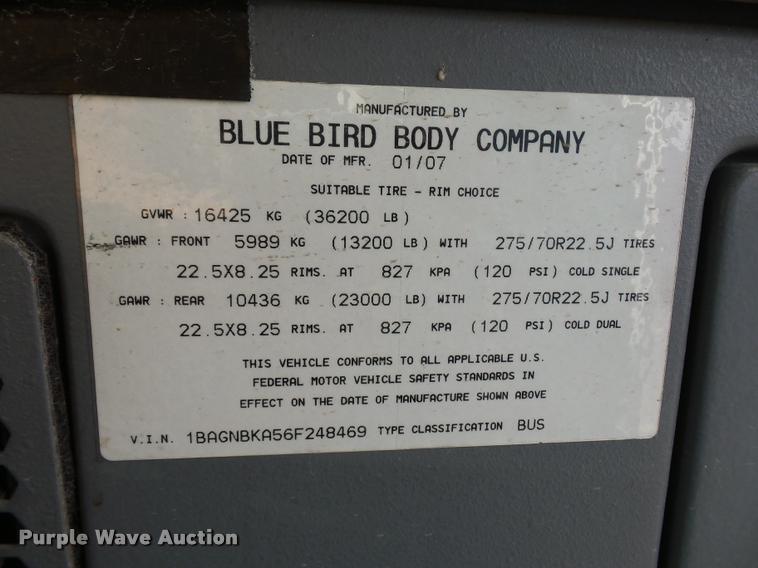 MANUFACTURED BY
BLUE BIRD BODY COMPANY
DATE OF MFR. 01/07
SUITABLE TIRE - RIM CHOICE
GVWR : 16425 KG (36200 LB)
GAWR : FRONT 5989 KG (13200 LB) WITH 275/70R22.5J TIRES
22.5X8.25 RIMS. AT 827 KPA (120 PSI) COLD SINGLE
GAWR : REAR 10436 KG (23000 LB) WITH 275/70R22.5J TIRES
22.5X8.25 RIMS. AT 827 KPA (120 PSI) COLD DUAL
THIS VEHICLE CONFORMS TO ALL APPLICABLE U.S.
FEDERAL MOTOR VEHICLE SAFETY STANDARDS IN
EFFECT ON THE DATE OF MANUFACTURE SHOWN ABOVE
V.I.N. 1BAGNBKA56F248469 TYPE CLASSIFICATION BUS
Purple Wave Auction